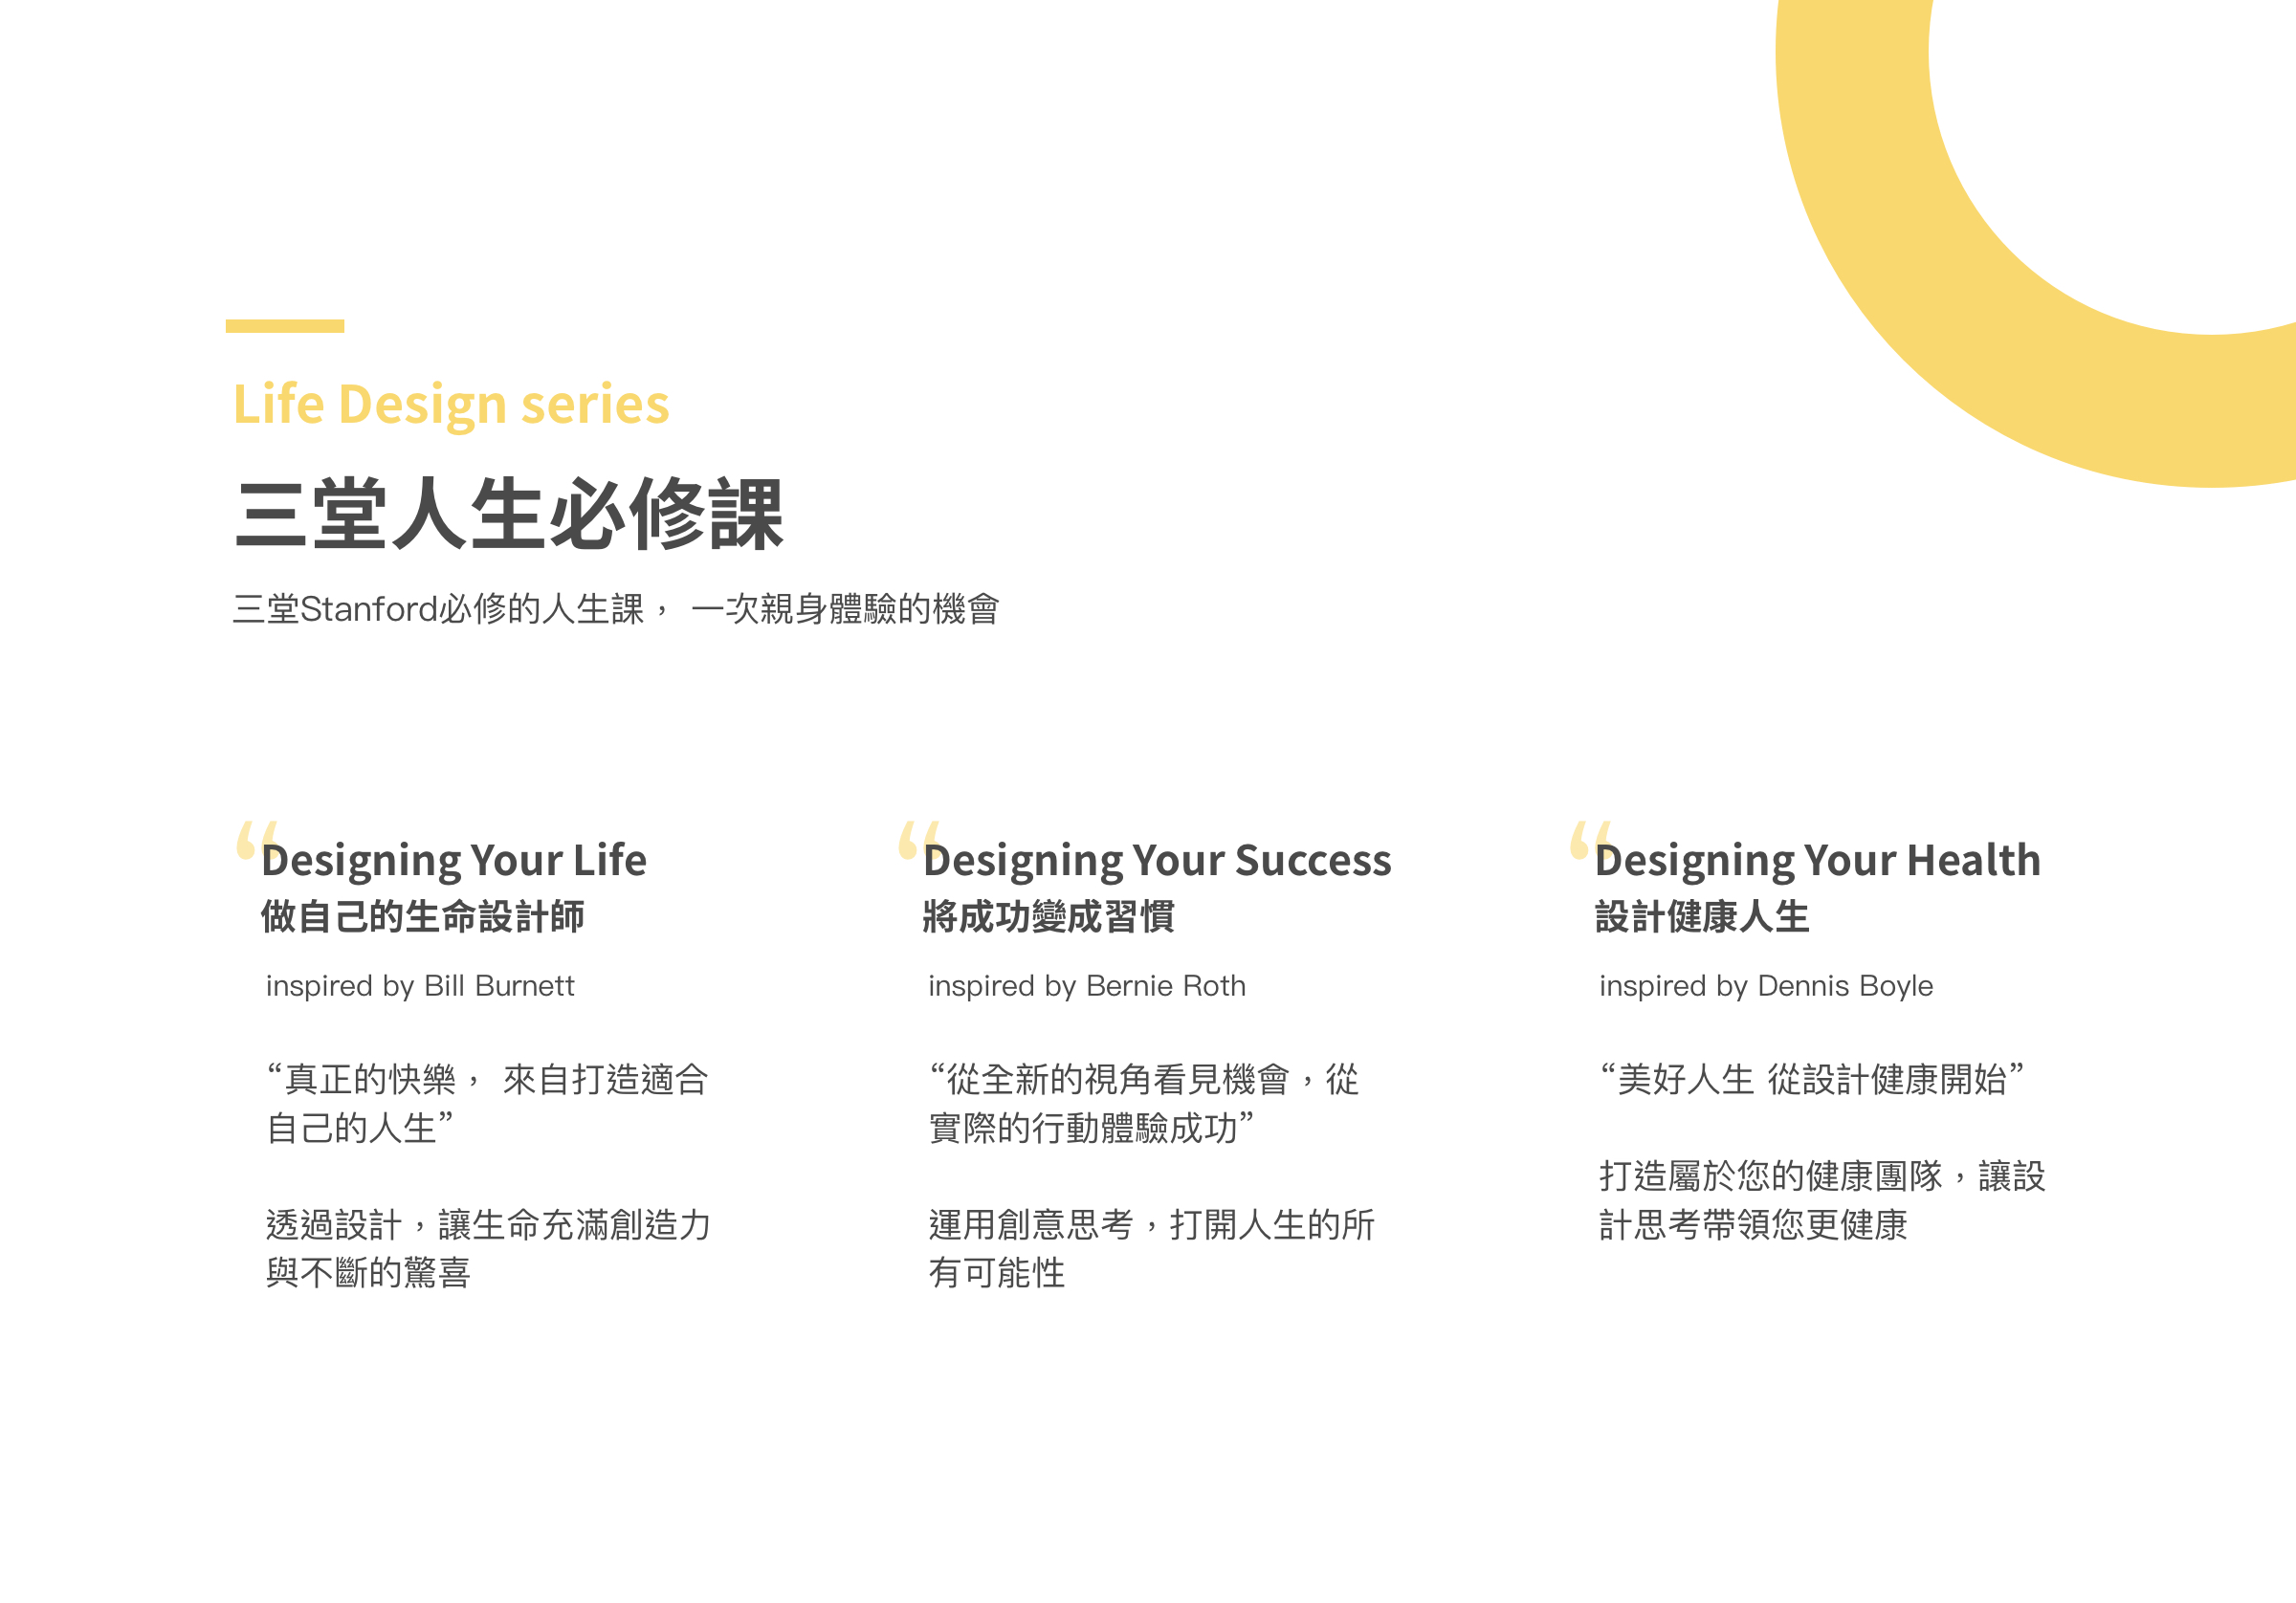 Life Design series
三堂人生必修課
三堂Stanford必修的人生課， 一次親身體驗的機會
“Designing Your Life
做自己的生命設計師
inspired by Bill Burnett
“真正的快樂， 來自打造適合
自己的人生”
透過設計，讓生命充滿創造力
與不斷的驚喜
“Designing Your Success
將成功變成習慣
inspired by Bernie Roth
“從全新的視角看見機會，從
實際的行動體驗成功”
運用創意思考，打開人生的所
有可能性
“Designing Your Health
設計健康人生
inspired by Dennis Boyle
“美好人生 從設計健康開始”
打造屬於您的健康團隊，讓設
計思考帶領您更健康